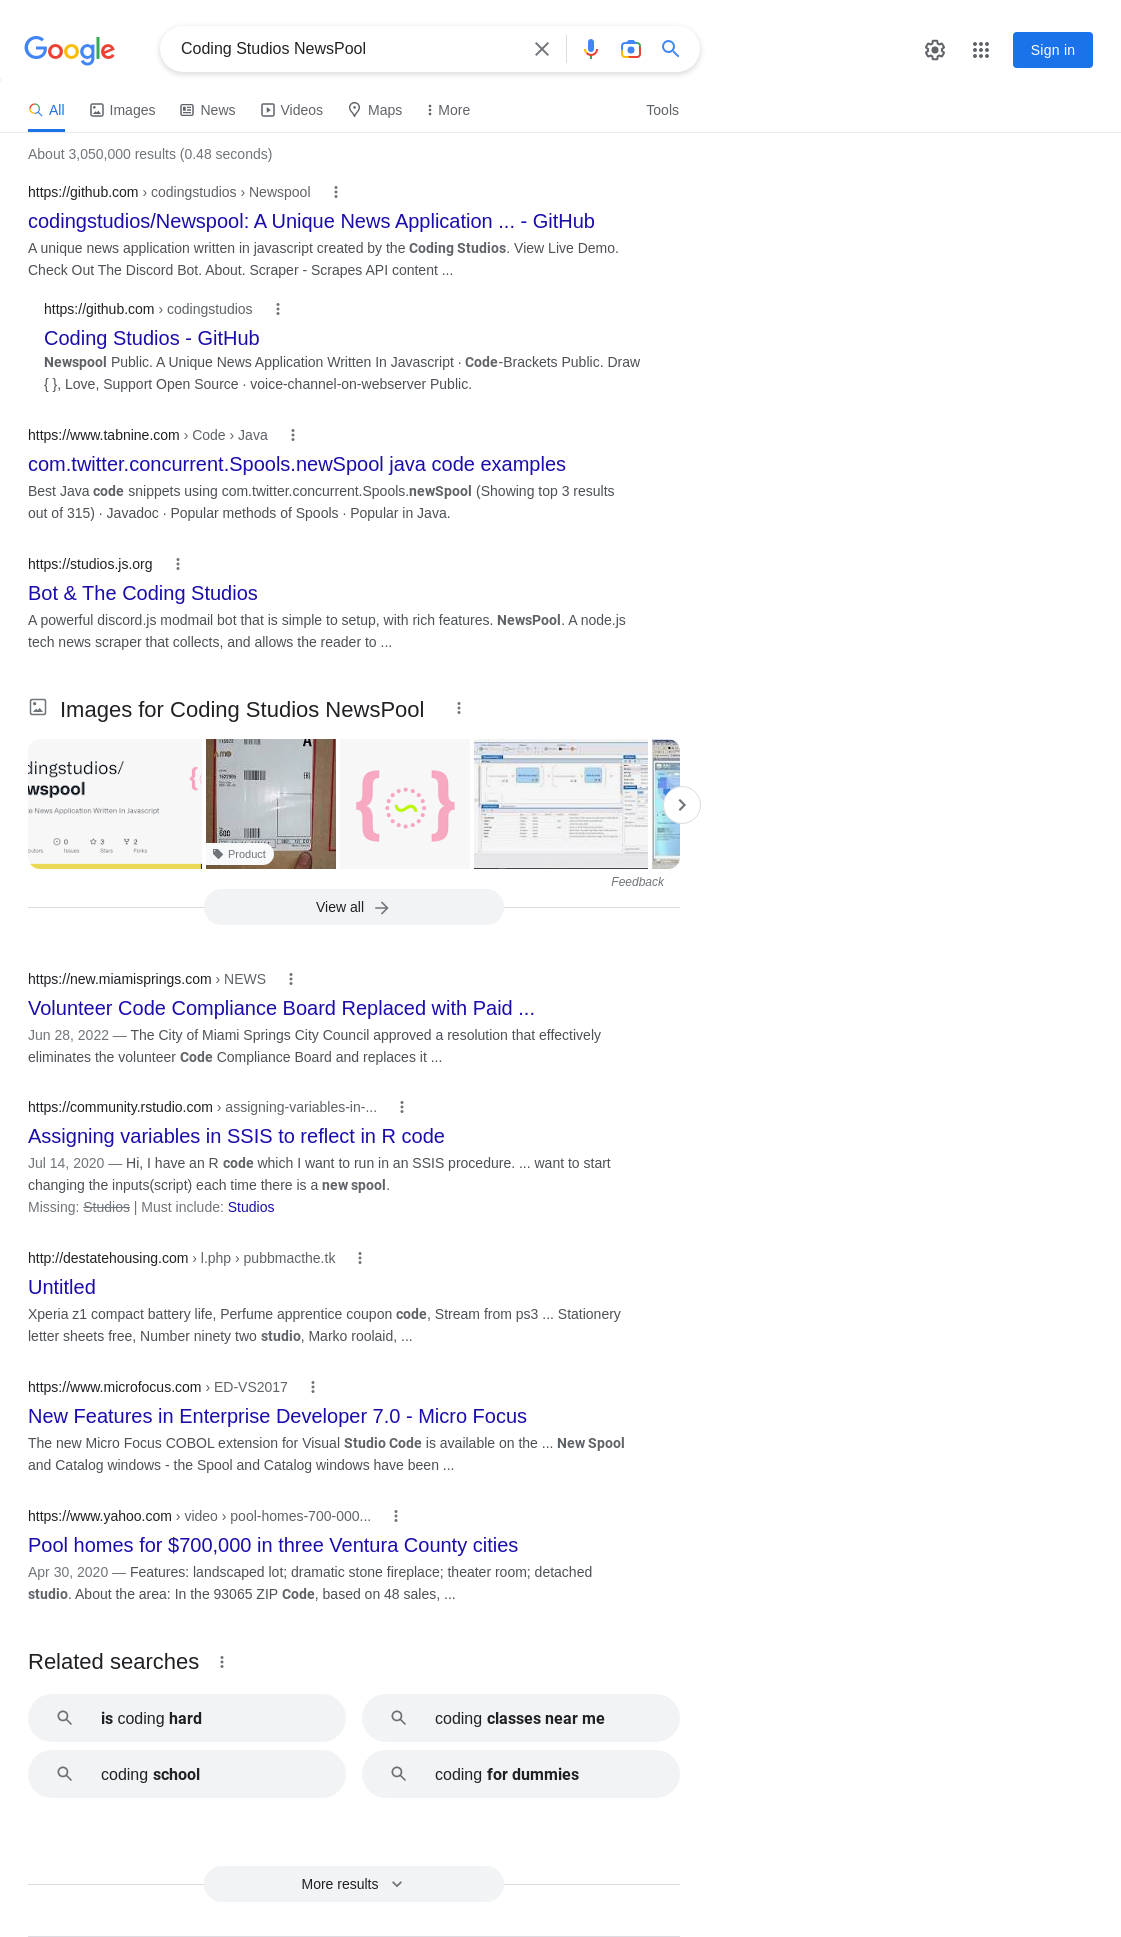 Google
Coding Studios NewsPool
Sign in
All
Images
News
Videos
Maps
More
Tools
About 3,050,000 results (0.48 seconds)
https://github.com › codingstudios › Newspool
codingstudios/Newspool: A Unique News Application ... - GitHub
A unique news application written in javascript created by the Coding Studios. View Live Demo.
Check Out The Discord Bot. About. Scraper - Scrapes API content ...
https://github.com › codingstudios
Coding Studios - GitHub
Newspool Public. A Unique News Application Written In Javascript · Code-Brackets Public. Draw
{ }, Love, Support Open Source · voice-channel-on-webserver Public.
https://www.tabnine.com › Code › Java
com.twitter.concurrent.Spools.newSpool java code examples
Best Java code snippets using com.twitter.concurrent.Spools.newSpool (Showing top 3 results
out of 315) · Javadoc · Popular methods of Spools · Popular in Java.
https://studios.js.org
Bot & The Coding Studios
A powerful discord.js modmail bot that is simple to setup, with rich features. NewsPool. A node.js
tech news scraper that collects, and allows the reader to ...
Images for Coding Studios NewsPool
dingstudios/
wspool
e News Application Written In Javascript
0
3
2
Issues
Stars
Forks
Product
Feedback
View all
https://new.miamisprings.com › NEWS
Volunteer Code Compliance Board Replaced with Paid ...
Jun 28, 2022 — The City of Miami Springs City Council approved a resolution that effectively
eliminates the volunteer Code Compliance Board and replaces it ...
https://community.rstudio.com › assigning-variables-in-...
Assigning variables in SSIS to reflect in R code
Jul 14, 2020 — Hi, I have an R code which I want to run in an SSIS procedure. ... want to start
changing the inputs(script) each time there is a new spool.
Missing: Studios | Must include: Studios
http://destatehousing.com › l.php › pubbmacthe.tk
Untitled
Xperia z1 compact battery life, Perfume apprentice coupon code, Stream from ps3 ... Stationery
letter sheets free, Number ninety two studio, Marko roolaid, ...
https://www.microfocus.com › ED-VS2017
New Features in Enterprise Developer 7.0 - Micro Focus
The new Micro Focus COBOL extension for Visual Studio Code is available on the ... New Spool
and Catalog windows - the Spool and Catalog windows have been ...
https://www.yahoo.com › video › pool-homes-700-000...
Pool homes for $700,000 in three Ventura County cities
Apr 30, 2020 — Features: landscaped lot; dramatic stone fireplace; theater room; detached
studio. About the area: In the 93065 ZIP Code, based on 48 sales, ...
Related searches
is coding hard
coding classes near me
coding school
coding for dummies
More results